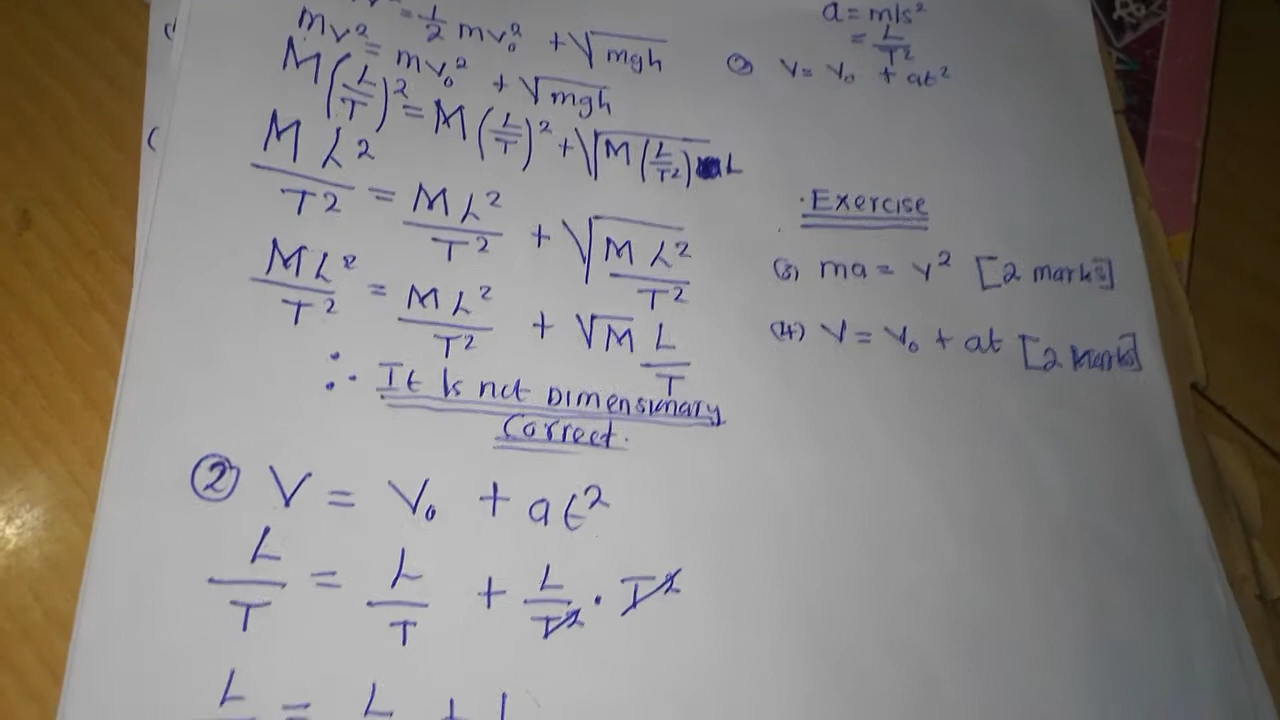 = 1/2 mv₀² + √mgh
mv² = mv₀² + √mgh
M(L/T)² = M(L/T)² + √M(L/T²) L
ML²/T² = ML²/T² + √ML²/T²
ML²/T² = ML²/T² + √M L/T
∴ It Is not Dimensionary
Correct.
② V = V₀ + at²
L/T = L/T + L/T² · T²
L = L + L
a = m/s²
= L/T²
② V = V₀ + at²
Exercise
(3) ma = v² [2 marks]
(4) V = V₀ + at [2 marks]